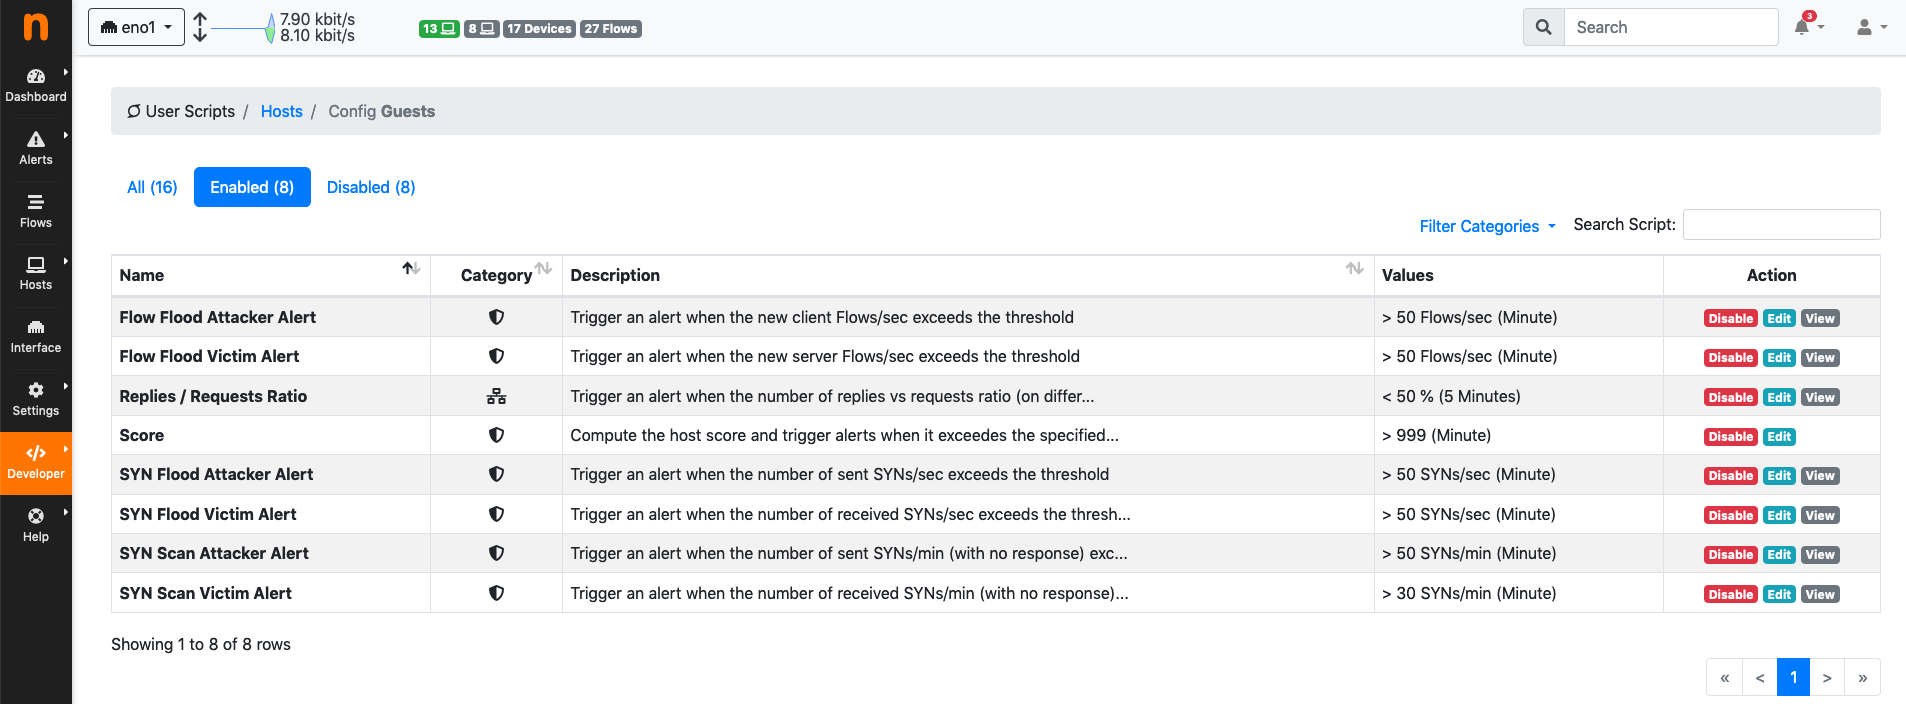 n
eno1
7.90 kbit/s
8.10 kbit/s
13
8
17 Devices
27 Flows
Search
3
Dashboard
Alerts
Flows
Hosts
Interface
Settings
Developer
Help
User Scripts / Hosts / Config Guests
All (16)
Enabled (8)
Disabled (8)
Filter Categories
Search Script:
Name Category Description Values Action
Flow Flood Attacker Alert Trigger an alert when the new client Flows/sec exceeds the threshold > 50 Flows/sec (Minute) Disable Edit View
Flow Flood Victim Alert Trigger an alert when the new server Flows/sec exceeds the threshold > 50 Flows/sec (Minute) Disable Edit View
Replies / Requests Ratio Trigger an alert when the number of replies vs requests ratio (on differ... < 50 % (5 Minutes) Disable Edit View
Score Compute the host score and trigger alerts when it exceedes the specified... > 999 (Minute) Disable Edit
SYN Flood Attacker Alert Trigger an alert when the number of sent SYNs/sec exceeds the threshold > 50 SYNs/sec (Minute) Disable Edit View
SYN Flood Victim Alert Trigger an alert when the number of received SYNs/sec exceeds the thresh... > 50 SYNs/sec (Minute) Disable Edit View
SYN Scan Attacker Alert Trigger an alert when the number of sent SYNs/min (with no response) exc... > 50 SYNs/min (Minute) Disable Edit View
SYN Scan Victim Alert Trigger an alert when the number of received SYNs/min (with no response)... > 30 SYNs/min (Minute) Disable Edit View
Showing 1 to 8 of 8 rows
« < 1 > »